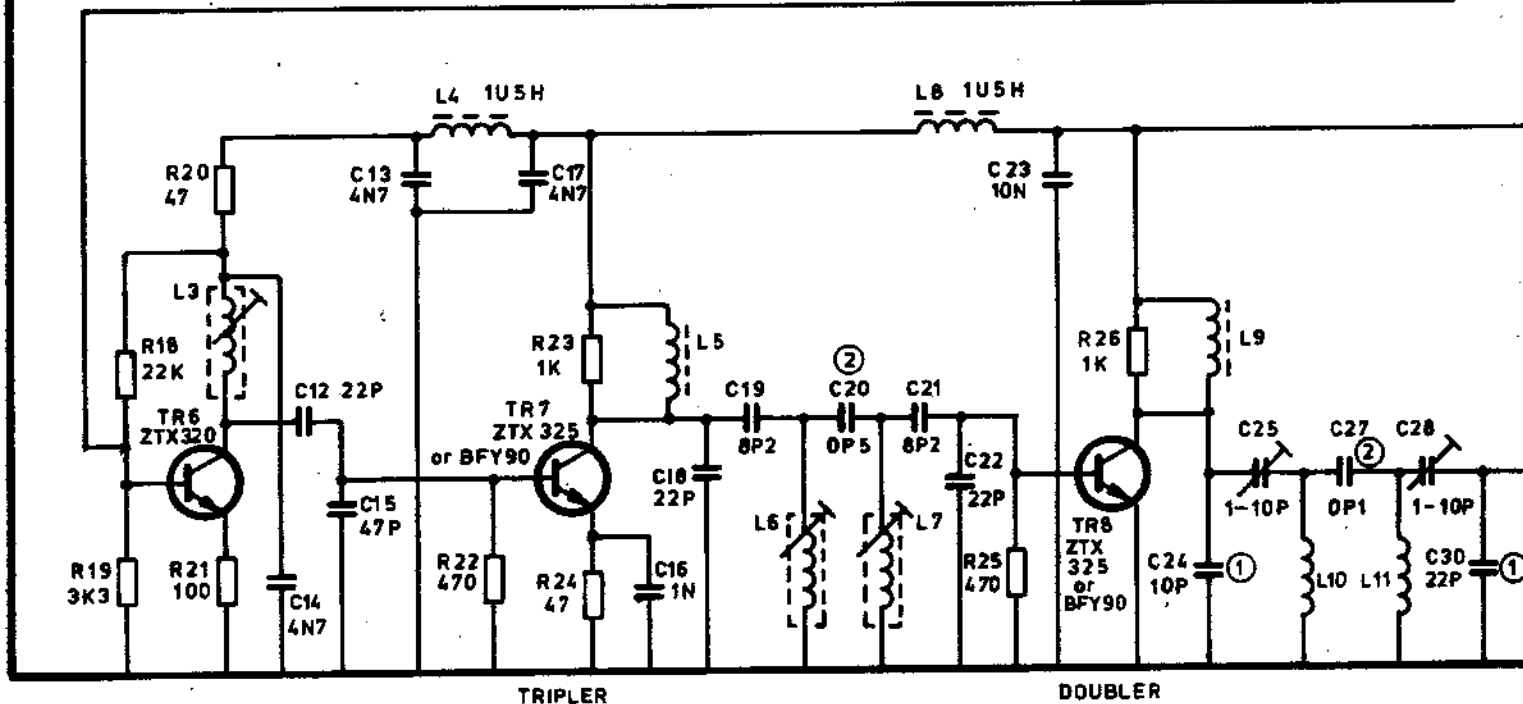 L4 1U5H
L8 1U5H
R20
47
C13
4N7
C17
4N7
C23
10N
L3
R18
22K
C12 22P
TR6
ZTX320
R23
1K
L5
TR7
ZTX 325
or BFY90
C19
8P2
2
C20
0P5
C21
8P2
R26
1K
L9
C15
47P
C18
22P
C22
22P
C25
1-10P
C27
2
0P1
C28
1-10P
L6
L7
TR8
ZTX
325
or
BFY90
R19
3K3
R21
100
C14
4N7
R22
470
R24
47
C16
1N
R25
470
C24
10P
1
L10
L11
C30
22P
1
TRIPLER
DOUBLER